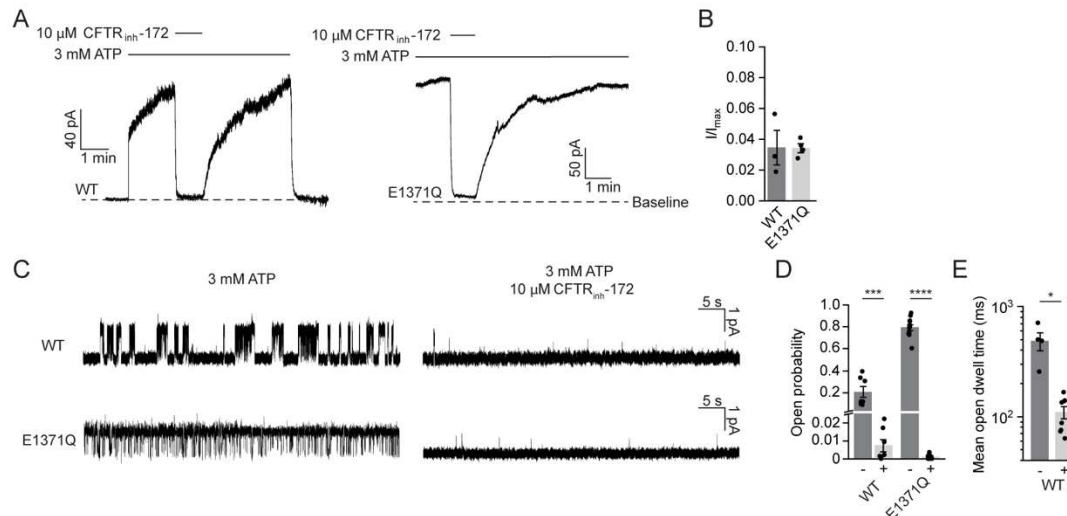 A
10 µM CFTRinh-172
3 mM ATP
40 pA
1 min
WT
10 µM CFTRinh-172
3 mM ATP
50 pA
1 min
E1371Q
Baseline
B
I/Imax
0.10
0.08
0.06
0.04
0.02
0.00
WT
E1371Q
C
3 mM ATP
3 mM ATP
10 µM CFTRinh-172
5 s
1 pA
WT
5 s
1 pA
E1371Q
D
Open probability
*** ****
1.0
0.8
0.6
0.4
0.2
0.02
0.01
0
- + - +
WT
E1371Q
E
Mean open dwell time (ms)
*
10³
10²
- +
WT